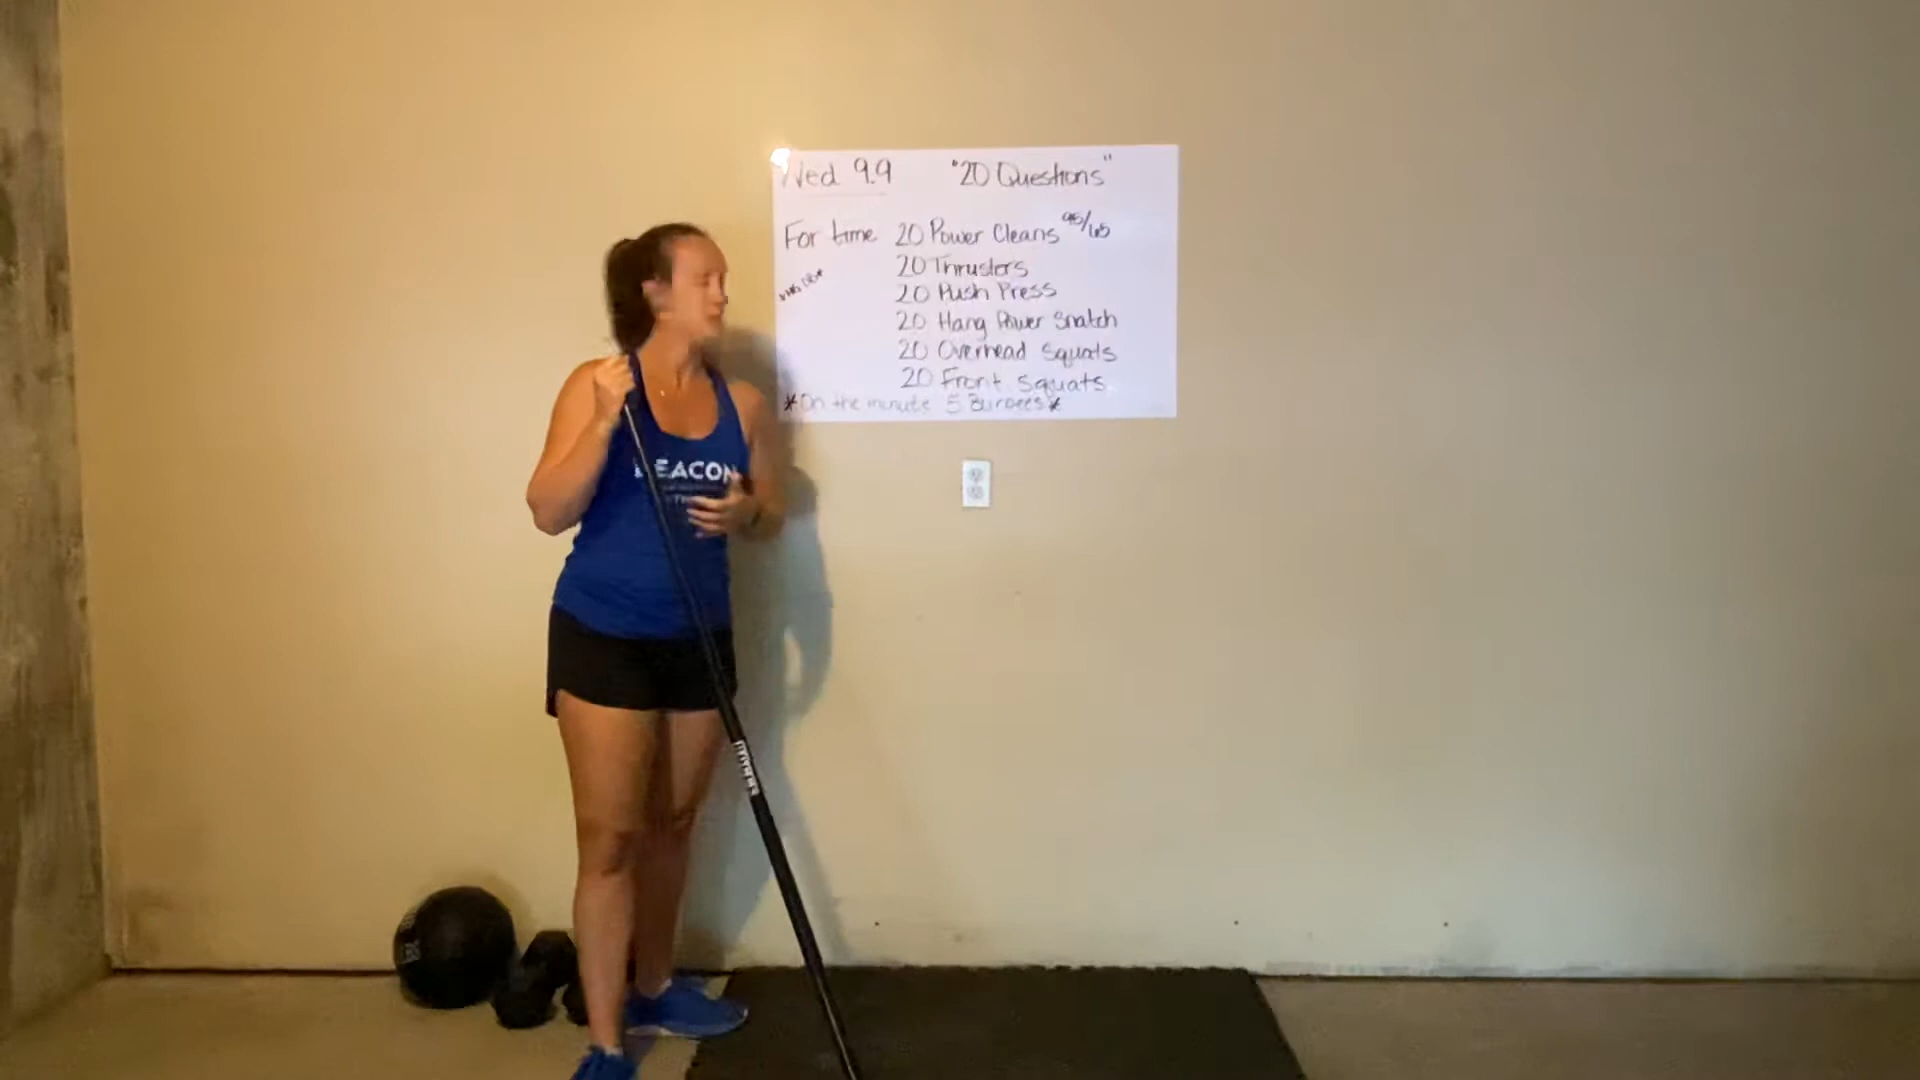 Wed 9.9 "20 Questions"
For time 20 Power Cleans 95/65
20 Thrusters
20 Push Press
20 Hang Power Snatch
20 Overhead Squats
20 Front Squats
*On the minute 5 Burpees*
BEACON